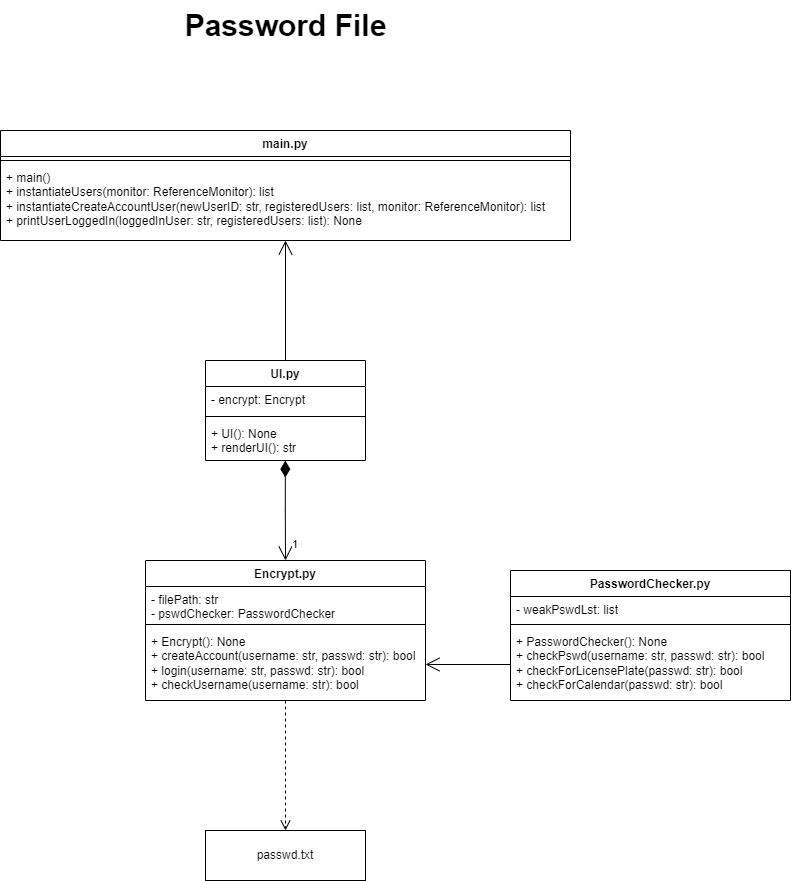 Password File
main.py
+ main()
+ instantiateUsers(monitor: ReferenceMonitor): list
+ instantiateCreateAccountUser(newUserID: str, registeredUsers: list, monitor: ReferenceMonitor): list
+ printUserLoggedIn(loggedInUser: str, registeredUsers: list): None
UI.py
- encrypt: Encrypt
+ UI(): None
+ renderUI(): str
1
Encrypt.py
- filePath: str
- pswdChecker: PasswordChecker
+ Encrypt(): None
+ createAccount(username: str, passwd: str): bool
+ login(username: str, passwd: str): bool
+ checkUsername(username: str): bool
PasswordChecker.py
- weakPswdLst: list
+ PasswordChecker(): None
+ checkPswd(username: str, passwd: str): bool
+ checkForLicensePlate(passwd: str): bool
+ checkForCalendar(passwd: str): bool
passwd.txt